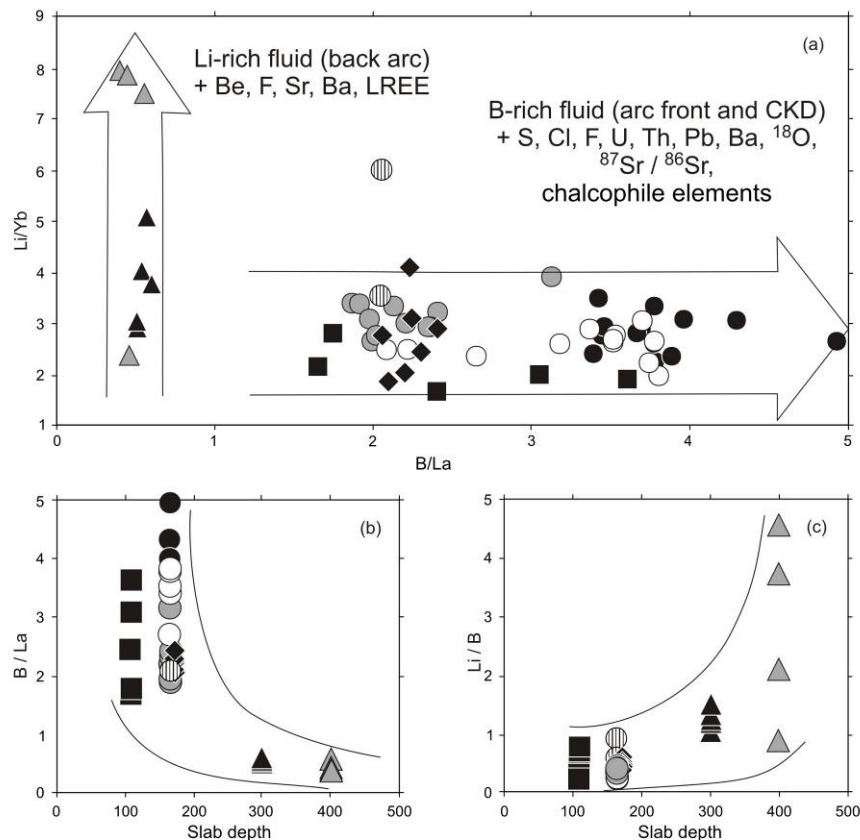 9
8
7
6
5
4
3
2
1
Li/Yb
0
1
2
3
4
5
B/La
(a)
Li-rich fluid (back arc)
+ Be, F, Sr, Ba, LREE
B-rich fluid (arc front and CKD)
+ S, Cl, F, U, Th, Pb, Ba, ¹⁸O,
⁸⁷Sr / ⁸⁶Sr,
chalcophile elements
5
4
3
2
1
0
B / La
(b)
0 100 200 300 400 500
Slab depth
5
4
3
2
1
0
Li / B
(c)
0 100 200 300 400 500
Slab depth